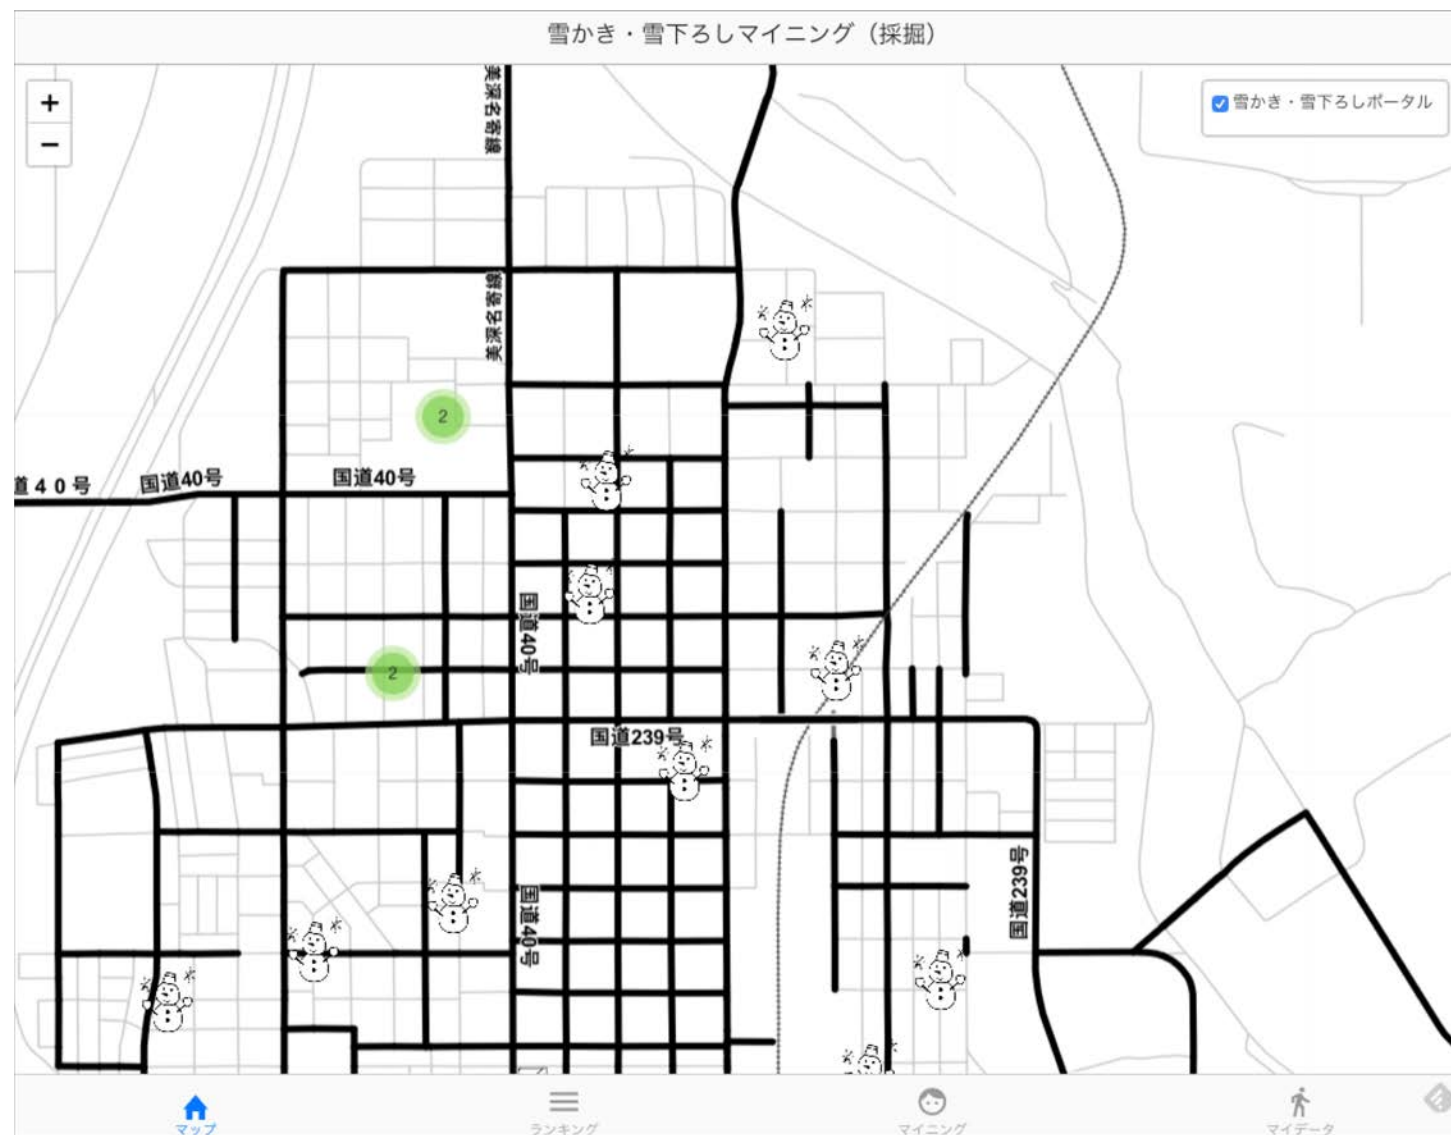 雪かき・雪下ろしマイニング（採掘）
+
−
雪かき・雪下ろしポータル
美深名寄線
美深名寄線
2
道４０号
国道40号
国道40号
国道40号
2
国道239号
国道239号
国道40号
マップ
ランキング
マイニング
マイデータ